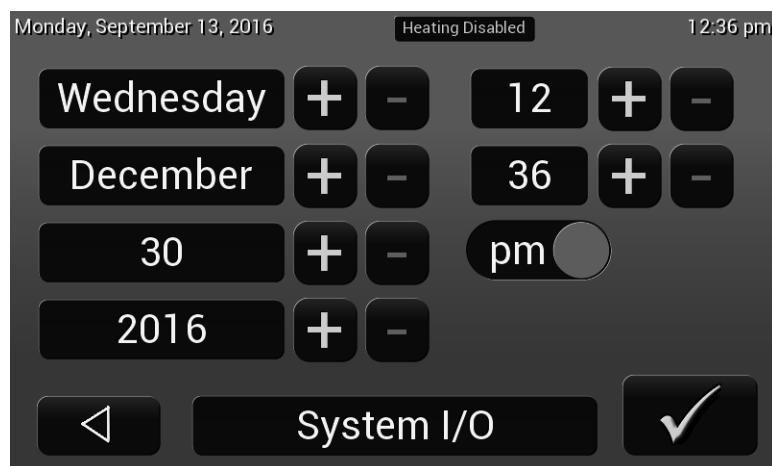 Monday, September 13, 2016 Heating Disabled 12:36 pm
Wednesday + - 12 + -
December + - 36 + -
30 + - pm
2016 + -
System I/O